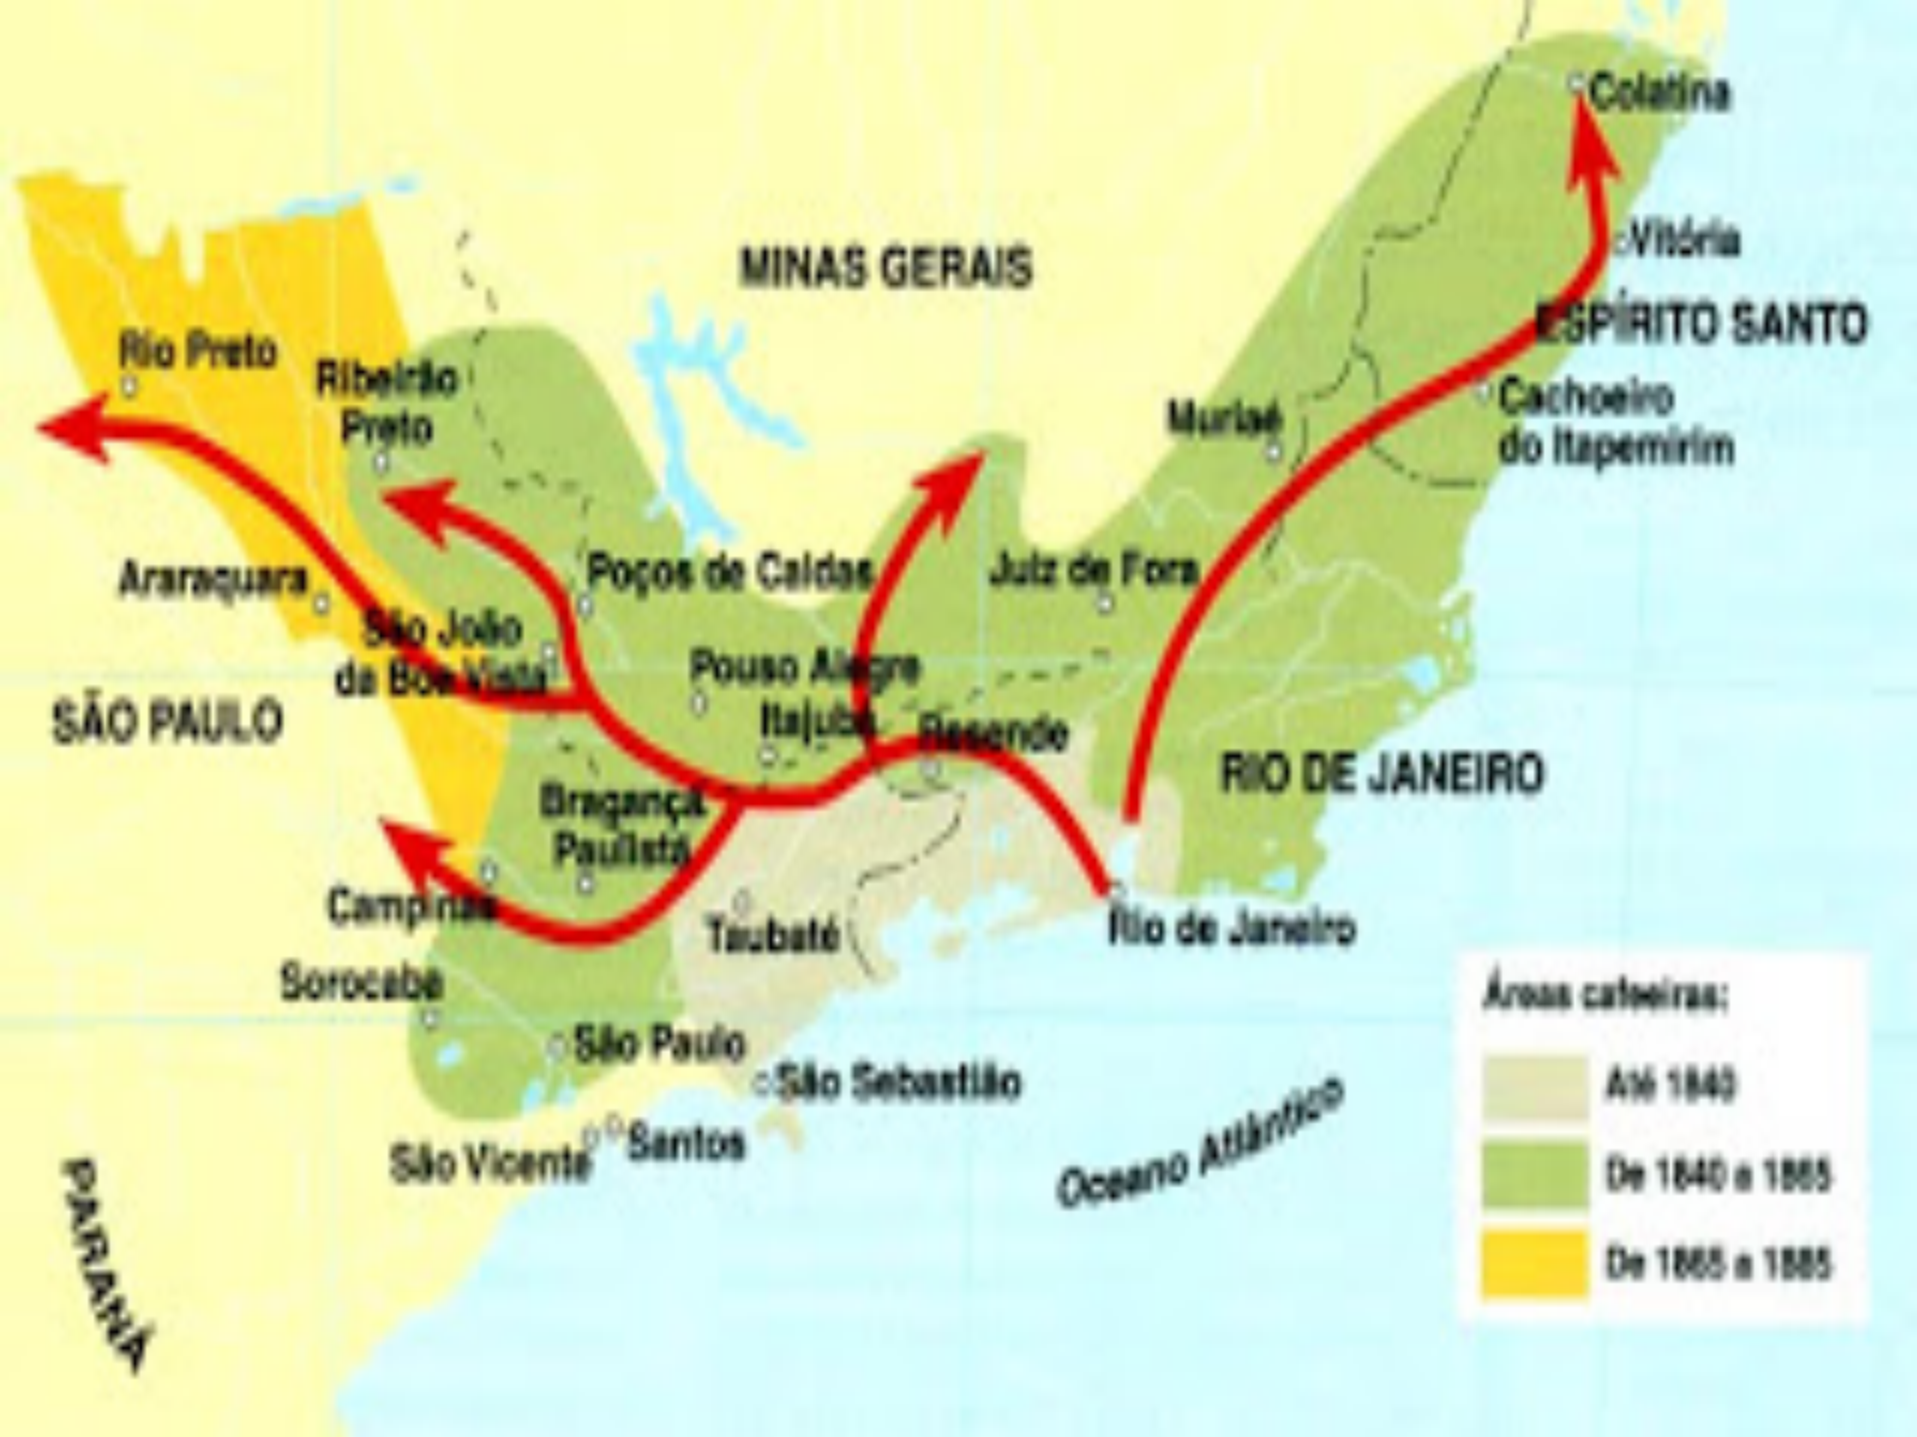 Colatina
Vitória
MINAS GERAIS
ESPÍRITO SANTO
Rio Preto
Ribeirão
Preto
Muriaé
Cachoeiro
do Itapemirim
Araraquara
Poços de Caldas
Juiz de Fora
São João
da Boa Vista
Pouso Alegre
SÃO PAULO
Itajubá
Resende
RIO DE JANEIRO
Bragança
Paulista
Campinas
Taubaté
Rio de Janeiro
Sorocaba
São Paulo
São Sebastião
Santos
São Vicente
Oceano Atlântico
PARANÁ
Áreas cafeeiras:
Até 1840
De 1840 a 1865
De 1865 a 1885